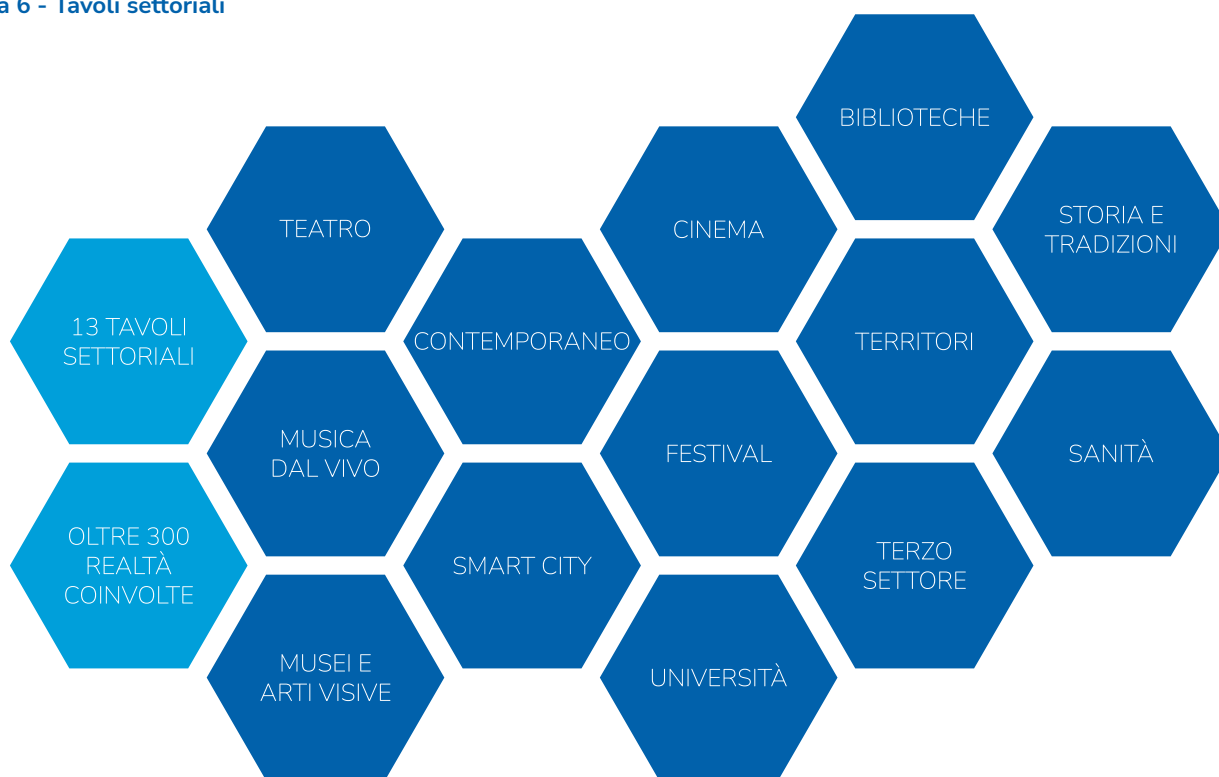 a 6 - Tavoli settoriali
BIBLIOTECHE
TEATRO
CINEMA
STORIA E
TRADIZIONI
13 TAVOLI
SETTORIALI
CONTEMPORANEO
TERRITORI
MUSICA
DAL VIVO
FESTIVAL
SANITÀ
OLTRE 300
REALTÀ
COINVOLTE
SMART CITY
TERZO
SETTORE
MUSEI E
ARTI VISIVE
UNIVERSITÀ